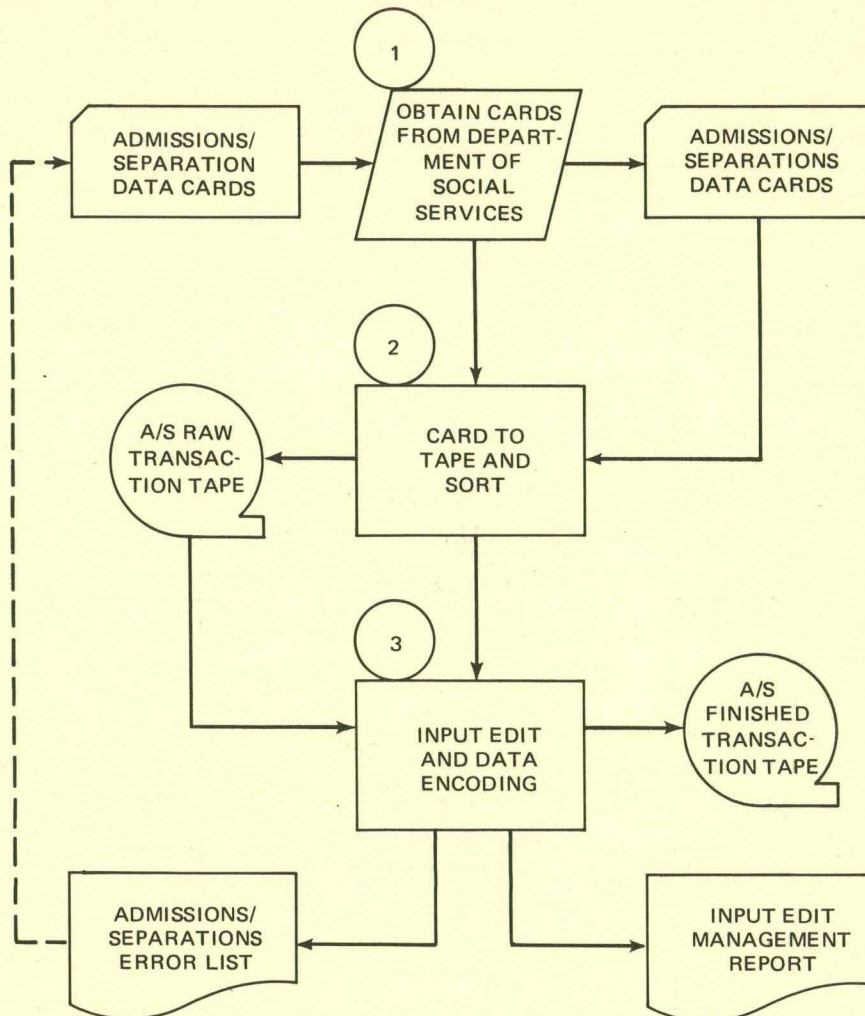 1
ADMISSIONS/
SEPARATION
DATA CARDS
OBTAIN CARDS
FROM DEPART-
MENT OF
SOCIAL
SERVICES
ADMISSIONS/
SEPARATIONS
DATA CARDS
2
A/S RAW
TRANSAC-
TION TAPE
CARD TO
TAPE AND
SORT
3
INPUT EDIT
AND DATA
ENCODING
A/S
FINISHED
TRANSAC-
TION TAPE
ADMISSIONS/
SEPARATIONS
ERROR LIST
INPUT EDIT
MANAGEMENT
REPORT